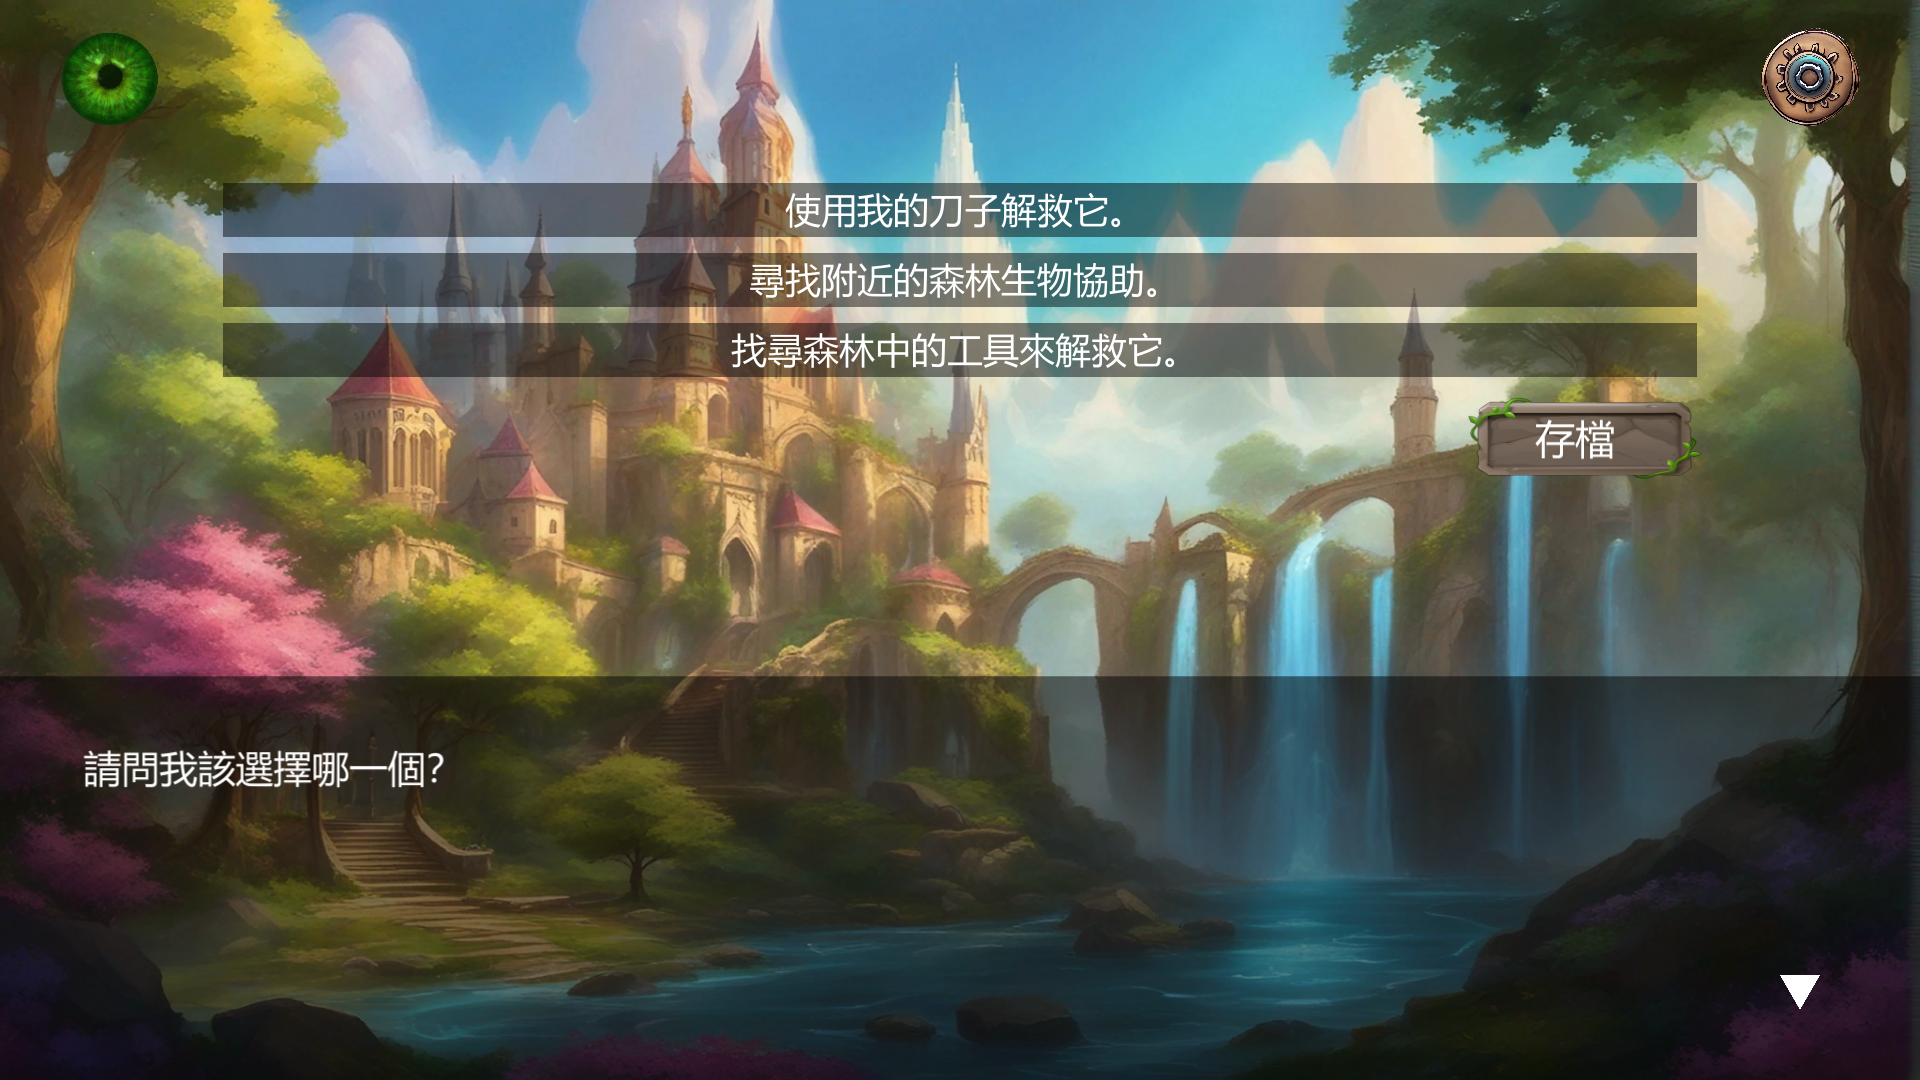 使用我的刀子解救它。
尋找附近的森林生物協助。
找尋森林中的工具來解救它。
存檔
請問我該選擇哪一個?